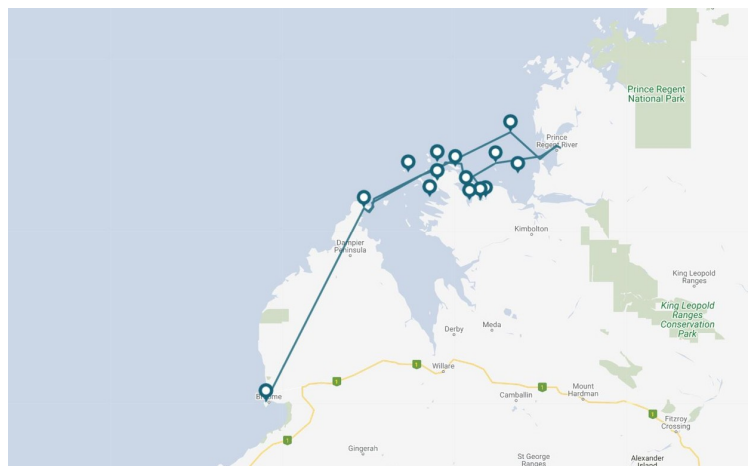 Prince Regent
National Park
Prince
Regent River
Kimbolton
Dampier
Peninsula
King Leopold
Ranges
King Leopold
Ranges
Conservation
Park
Derby
Meda
Willare
1
1
1
Mount
Hardman
Camballin
Broome
1
Fitzroy
Crossing
1
Gingerah
St George
Ranges
Alexander
Island